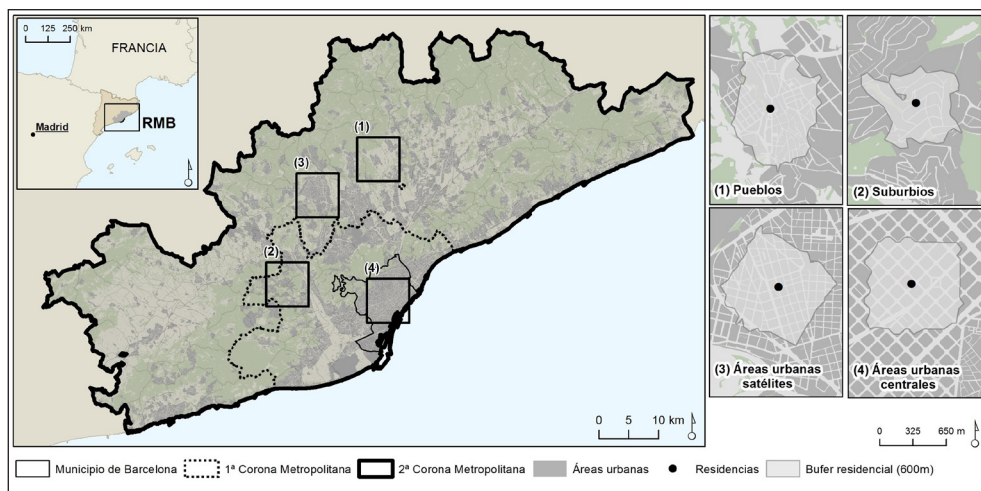 0 125 250 km
FRANCIA
Madrid
RMB
(1)
(3)
(2)
(4)
0 5 10 km
(1) Pueblos
(2) Suburbios
(3) Áreas urbanas
satélites
(4) Áreas urbanas
centrales
0 325 650 m
Municipio de Barcelona
1ª Corona Metropolitana
2ª Corona Metropolitana
Áreas urbanas
Residencias
Bufer residencial (600m)